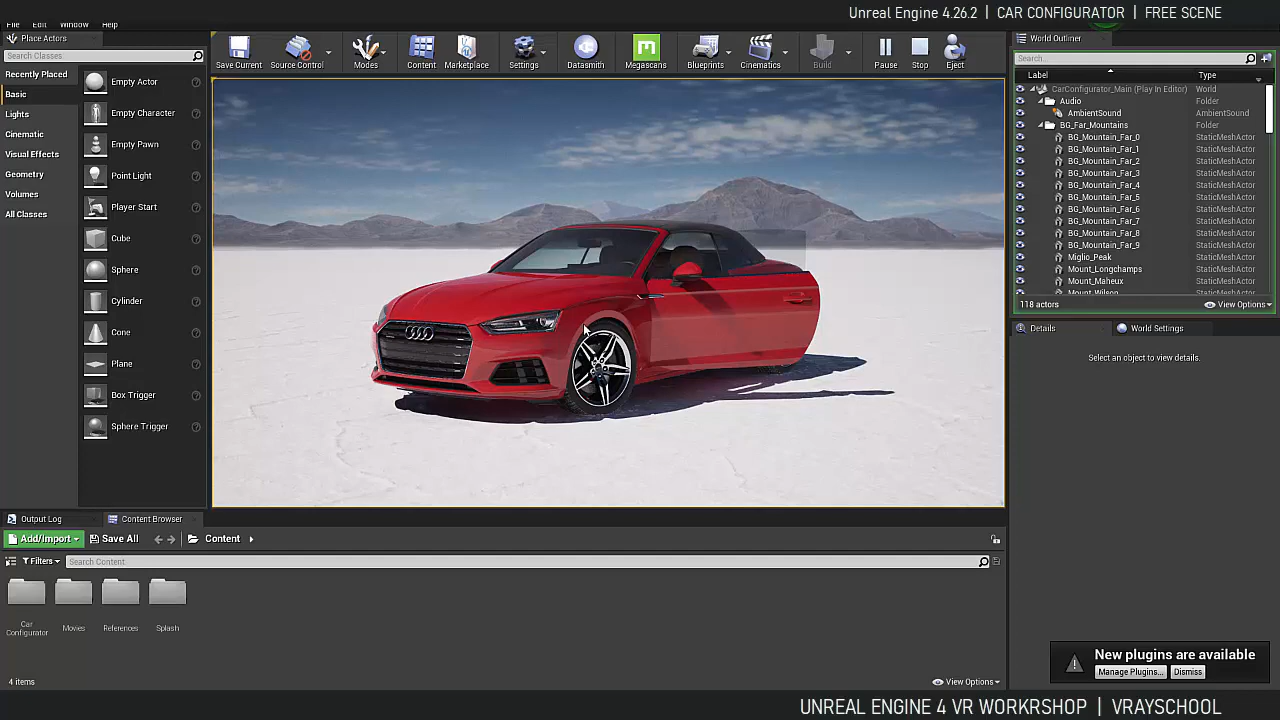 Unreal Engine 4.26.2 | CAR CONFIGURATOR | FREE SCENE
File Edit Window Help
Place Actors
Search Classes
Recently Placed
Basic
Lights
Cinematic
Visual Effects
Geometry
Volumes
All Classes
Empty Actor
Empty Character
Empty Pawn
Point Light
Player Start
Cube
Sphere
Cylinder
Cone
Plane
Box Trigger
Sphere Trigger
Save Current
Source Control
Modes
Content
Marketplace
Settings
Datasmith
Megascans
Blueprints
Cinematics
Build
Pause
Stop
Eject
World Outliner
Search...
Label Type
CarConfigurator_Main (Play In Editor) World
Audio Folder
AmbientSound AmbientSound
BG_Far_Mountains Folder
BG_Mountain_Far_0 StaticMeshActor
BG_Mountain_Far_1 StaticMeshActor
BG_Mountain_Far_2 StaticMeshActor
BG_Mountain_Far_3 StaticMeshActor
BG_Mountain_Far_4 StaticMeshActor
BG_Mountain_Far_5 StaticMeshActor
BG_Mountain_Far_6 StaticMeshActor
BG_Mountain_Far_7 StaticMeshActor
BG_Mountain_Far_8 StaticMeshActor
BG_Mountain_Far_9 StaticMeshActor
Miglio_Peak StaticMeshActor
Mount_Longchamps StaticMeshActor
Mount_Maheux StaticMeshActor
Mount_Wilson
118 actors View Options
Details World Settings
Select an object to view details.
Output Log Content Browser
Add/Import Save All Content
Filters Search Content
Car Configurator
Movies
References
Splash
4 items View Options
New plugins are available
Manage Plugins... Dismiss
UNREAL ENGINE 4 VR WORKRSHOP | VRAYSCHOOL